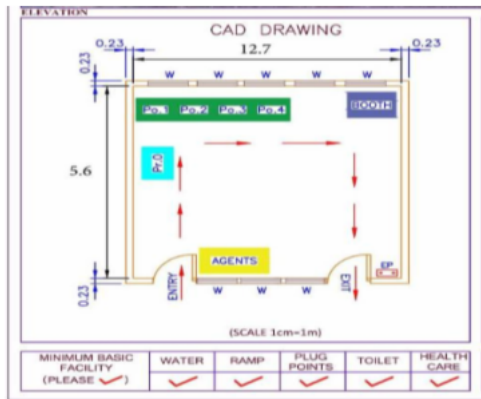 ELEVATION
CAD DRAWING
0.23
12.7
0.23
0.23
W W W W W
Po.1 Po.2 Po.3 Po.4
BOOTH
Pr.O
5.6
AGENTS
EP
ENTRY
EXIT
0.23
W W W
(SCALE 1cm=1m)
MINIMUM BASIC FACILITY (PLEASE ✓)
WATER
RAMP
PLUG POINTS
TOILET
HEALTH CARE